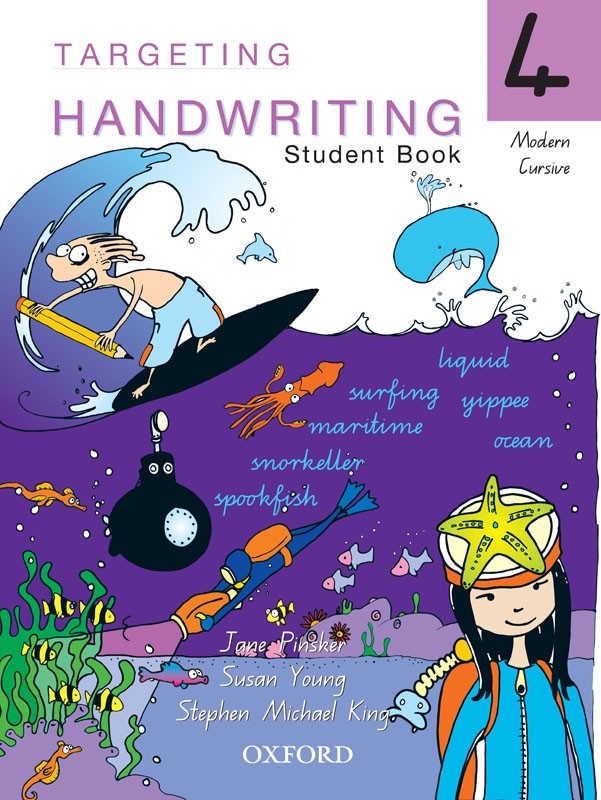 TARGETING
4
HANDWRITING
Student Book
Modern
Cursive
liquid
surfing
yippee
maritime
ocean
snorkeller
spookfish
Jane Pinsker
Susan Young
Stephen Michael King
OXFORD